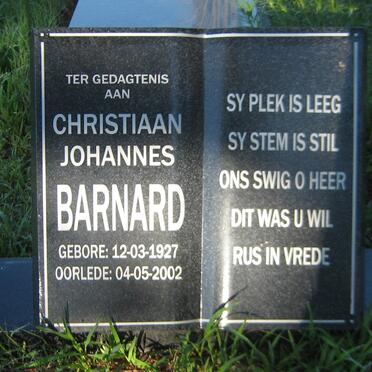 TER GEDAGTENIS
AAN
CHRISTIAAN
JOHANNES
BARNARD
GEBORE: 12-03-1927
OORLEDE: 04-05-2002
SY PLEK IS LEEG
SY STEM IS STIL
ONS SWIG O HEER
DIT WAS U WIL
RUS IN VREDE